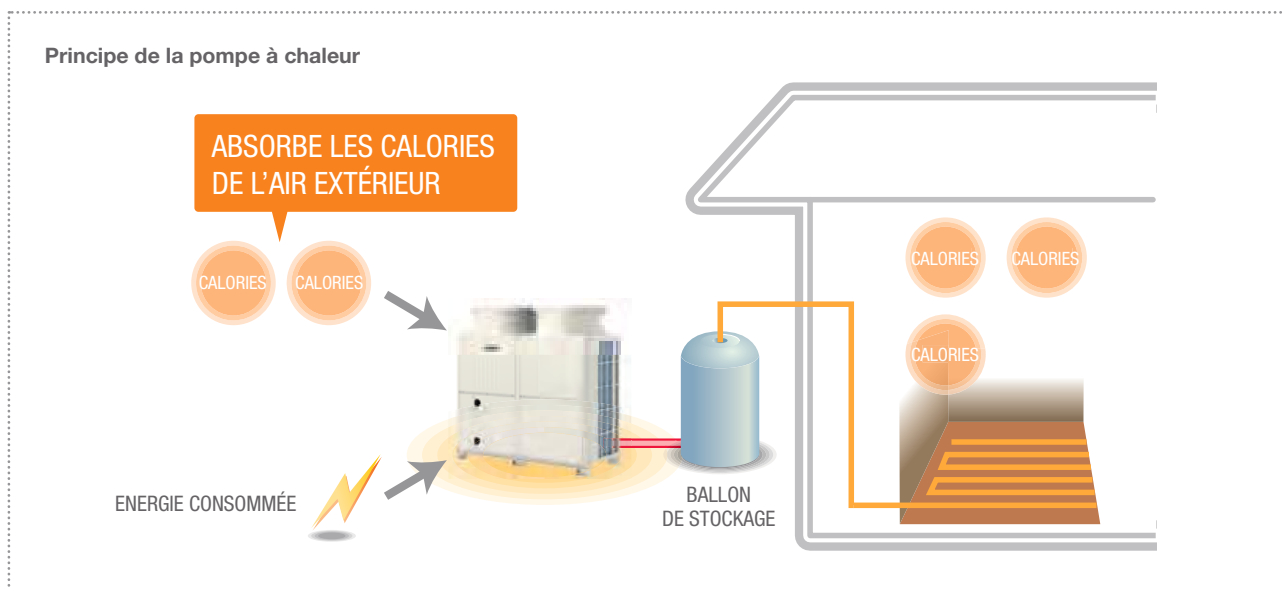 Principe de la pompe à chaleur
ABSORBE LES CALORIES
DE L'AIR EXTÉRIEUR
CALORIES
CALORIES
CALORIES
CALORIES
CALORIES
ENERGIE CONSOMMÉE
BALLON
DE STOCKAGE